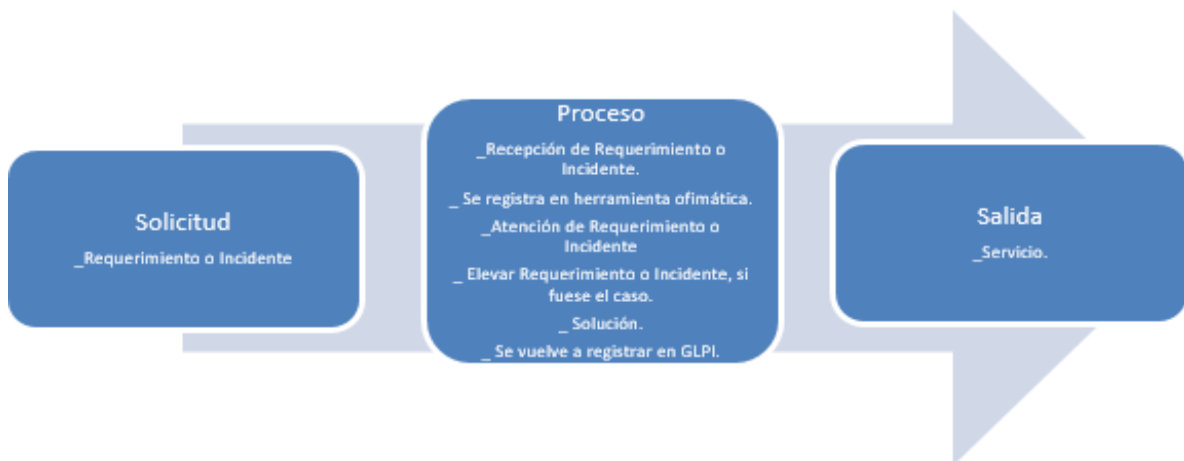 Solicitud
_Requerimiento o Incidente
Proceso
_Recepción de Requerimiento o
Incidente.
_ Se registra en herramienta ofimática.
_Atención de Requerimiento o
Incidente
_ Elevar Requerimiento o Incidente, si
fuese el caso.
_ Solución.
_ Se vuelve a registrar en GLPI.
Salida
_Servicio.